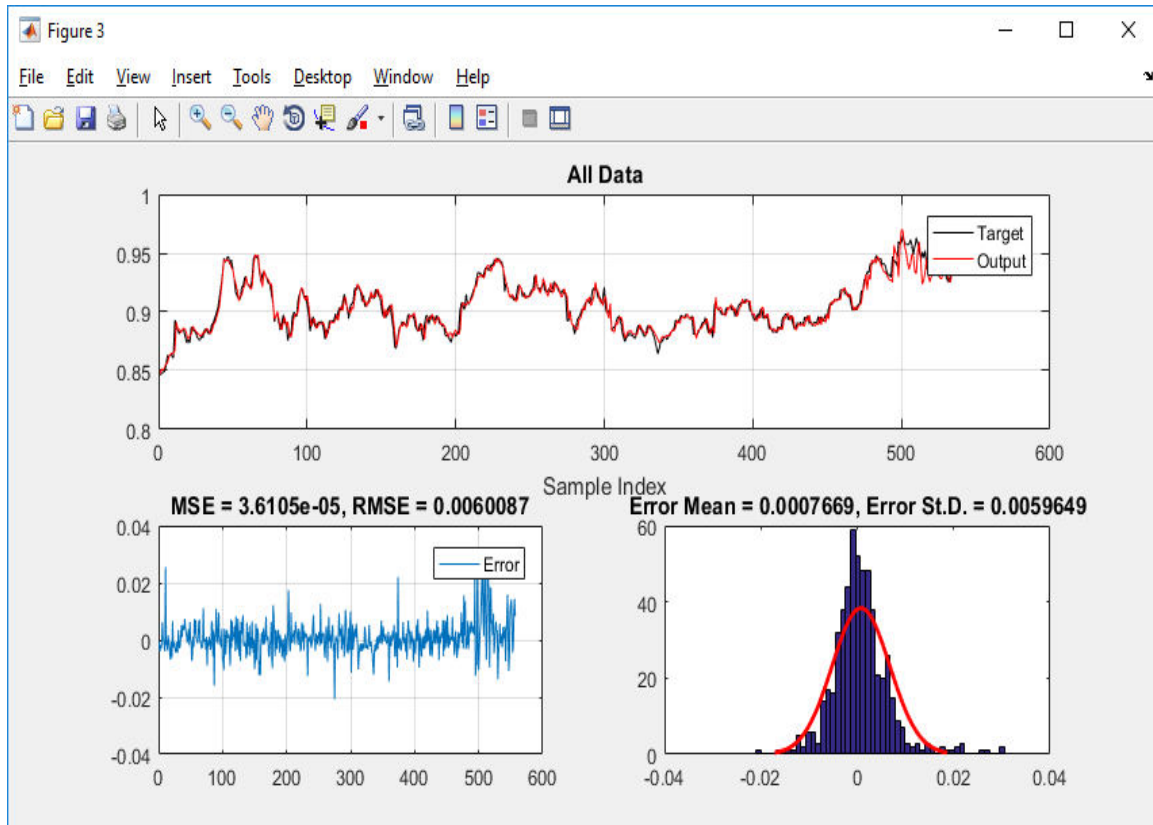 Figure 3
File Edit View Insert Tools Desktop Window Help
All Data
1
0.95
0.9
0.85
0.8
0 100 200 300 400 500 600
Target
Output
Sample Index
MSE = 3.6105e-05, RMSE = 0.0060087
0.04
0.02
0
-0.02
-0.04
0 100 200 300 400 500 600
Error
Error Mean = 0.0007669, Error St.D. = 0.0059649
60
40
20
0
-0.04 -0.02 0 0.02 0.04